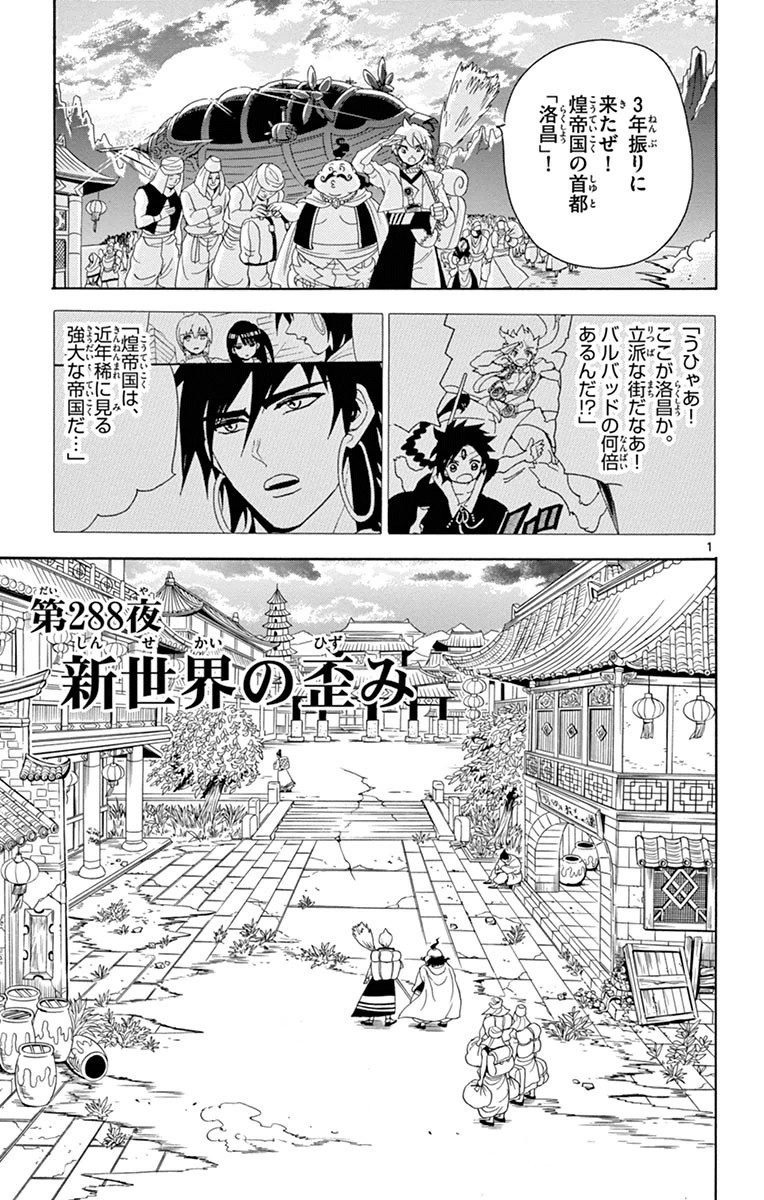 3年振りに
来たぜ!
煌帝国の首都
「洛昌」!
「うひゃあ!
ここが洛昌か。
立派な街だなあ!
バルバッドの何倍
あるんだ!?」
「煌帝国は、
近年稀に見る
強大な帝国だ…」
1
第288夜
新世界の歪み